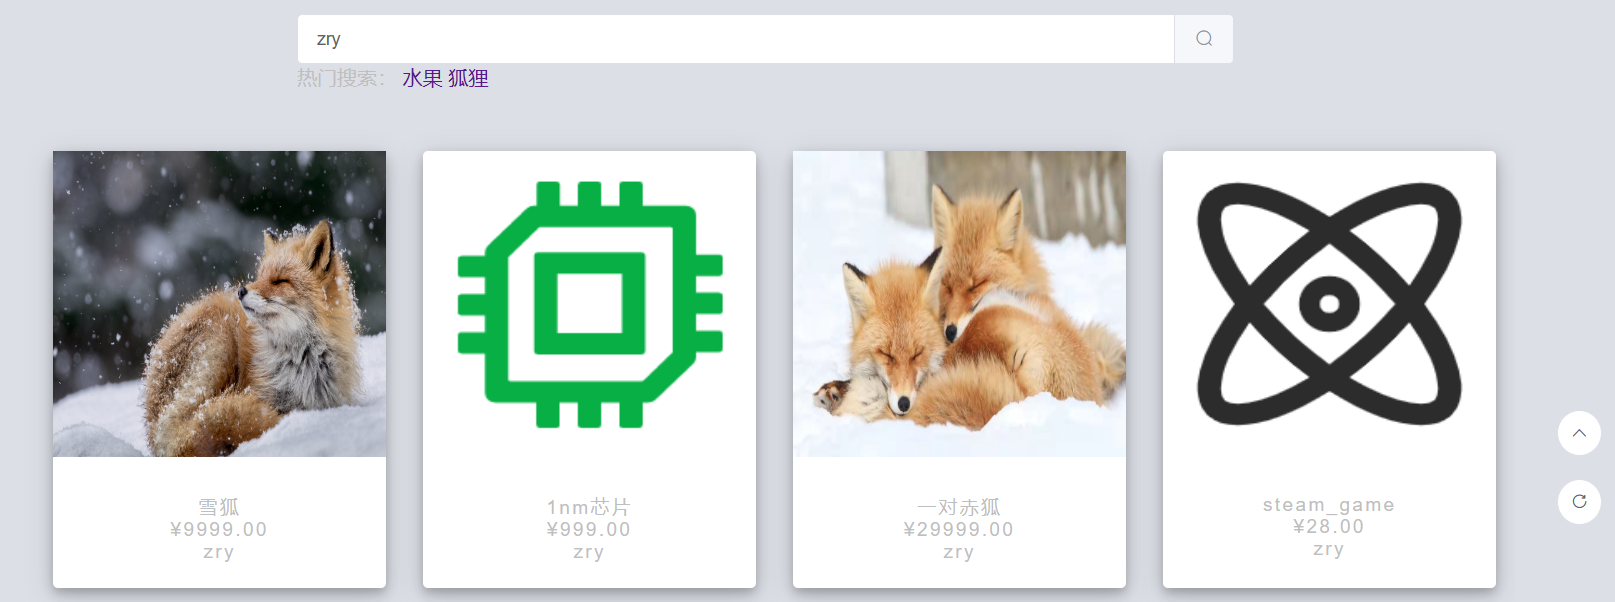 zry
热门搜索： 水果 狐狸
雪狐
¥9999.00
zry
1nm芯片
¥999.00
zry
一对赤狐
¥29999.00
zry
steam_game
¥28.00
zry